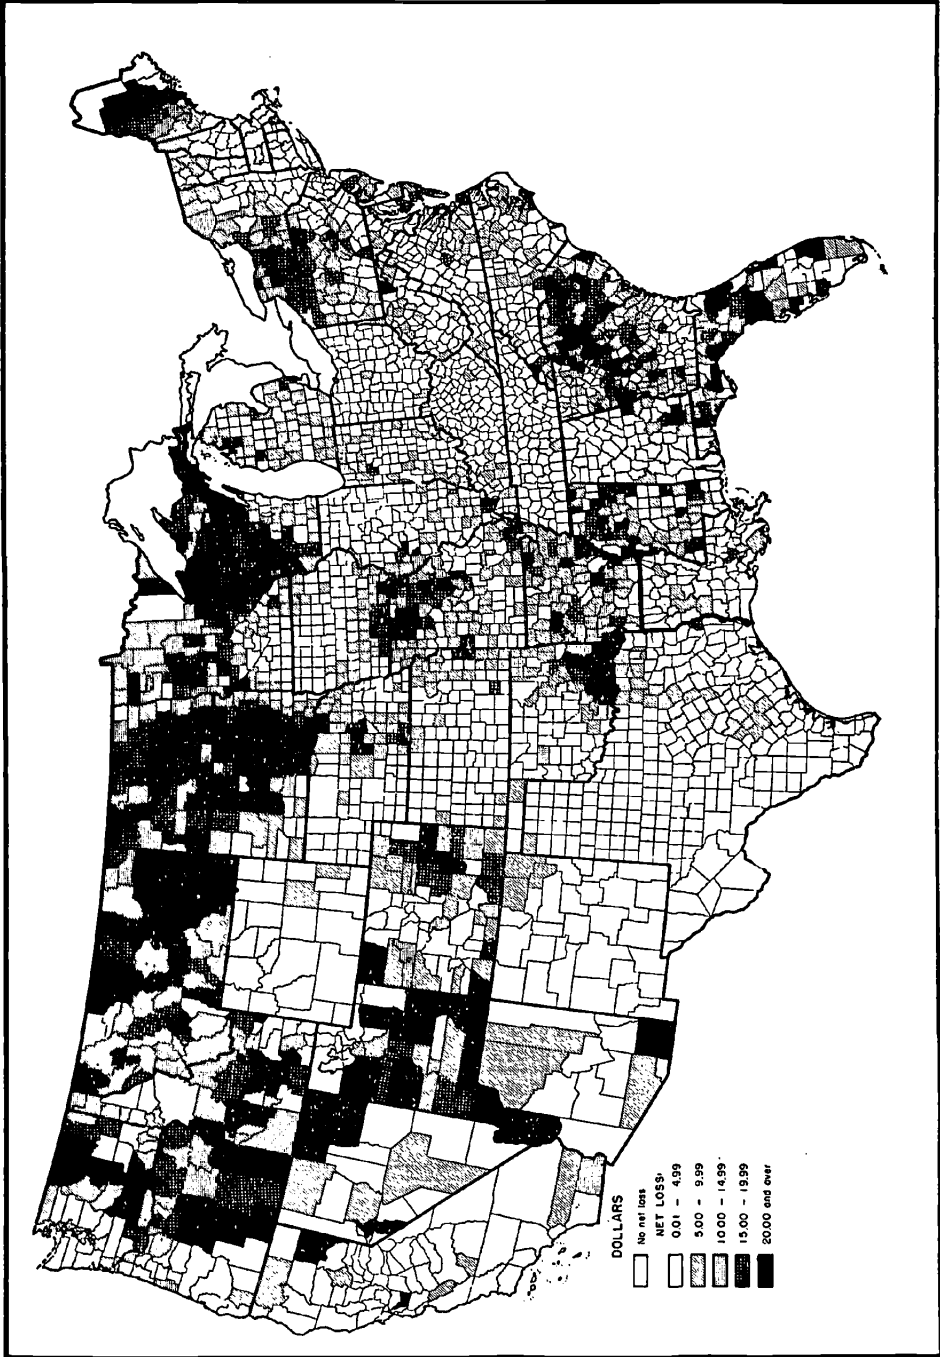 DOLLARS
No net loss
NET LOSS:
0.01 - 4.99
5.00 - 9.99
10.00 - 14.99
15.00 - 19.99
20.00 and over